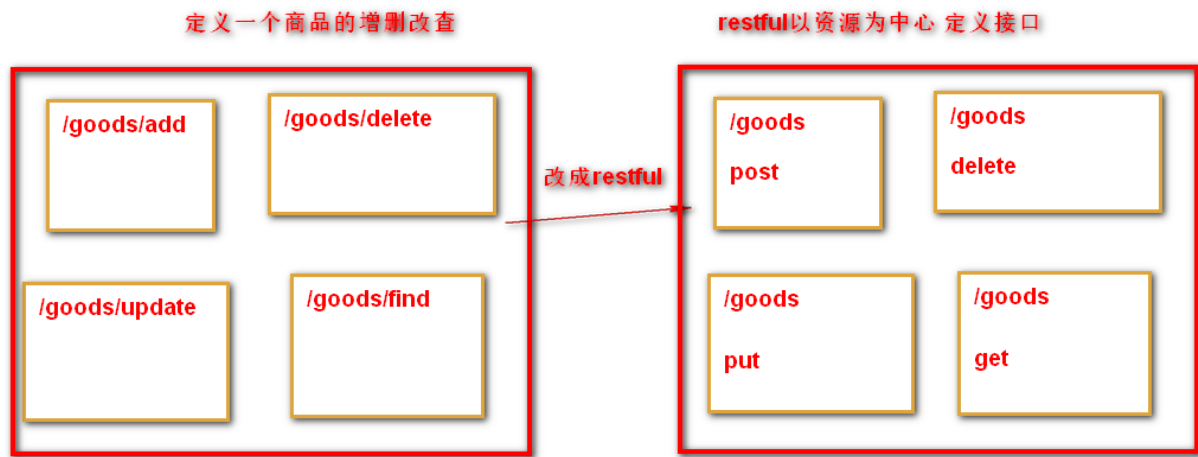 定义一个商品的增删改查
/goods/add
/goods/delete
/goods/update
/goods/find
改成restful
restful以资源为中心 定义接口
/goods
post
/goods
delete
/goods
put
/goods
get